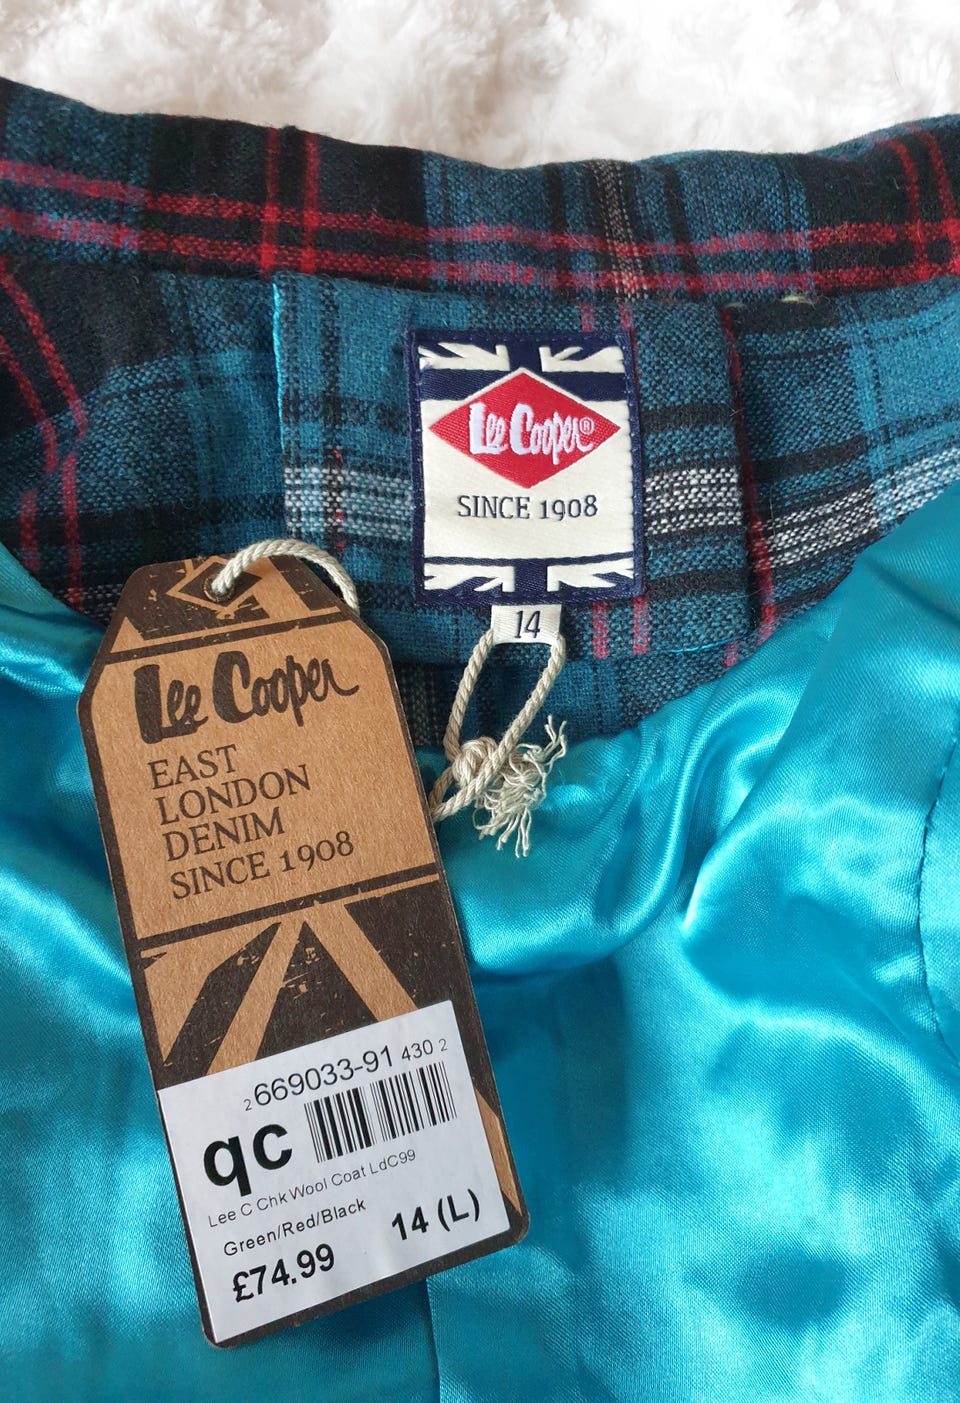 Lee Cooper®
SINCE 1908
14
Lee Cooper
EAST
LONDON
DENIM
SINCE 1908
2 669033-91 430 2
qc
Lee C Chk Wool Coat LdC99
Green/Red/Black
14 (L)
£74.99